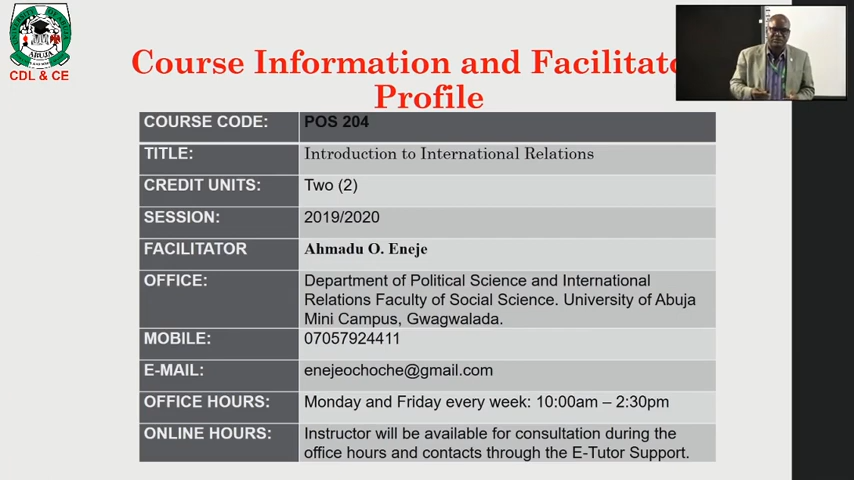 CDL & CE
ABUJA
Course Information and Facilitato
Profile
COURSE CODE: POS 204
TITLE: Introduction to International Relations
CREDIT UNITS: Two (2)
SESSION: 2019/2020
FACILITATOR Ahmadu O. Eneje
OFFICE: Department of Political Science and International
Relations Faculty of Social Science. University of Abuja
Mini Campus, Gwagwalada.
MOBILE: 07057924411
E-MAIL: enejeochoche@gmail.com
OFFICE HOURS: Monday and Friday every week: 10:00am – 2:30pm
ONLINE HOURS: Instructor will be available for consultation during the
office hours and contacts through the E-Tutor Support.